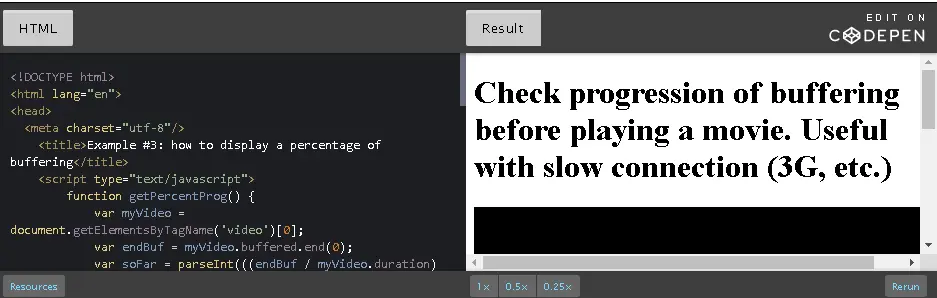 HTML
Result
EDIT ON
CODEPEN
<!DOCTYPE html>
<html lang="en">
<head>
<meta charset="utf-8"/>
<title>Example #3: how to display a percentage of
buffering</title>
<script type="text/javascript">
function getPercentProg() {
var myVideo =
document.getElementsByTagName('video')[0];
var endBuf = myVideo.buffered.end(0);
var soFar = parseInt(((endBuf / myVideo.duration)
Check progression of buffering
before playing a movie. Useful
with slow connection (3G, etc.)
Resources
1× 0.5× 0.25×
Rerun